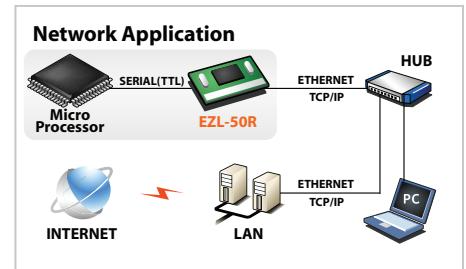 Network Application
HUB
SERIAL(TTL)
ETHERNET
TCP/IP
Micro
Processor
EZL-50R
ETHERNET
TCP/IP
PC
INTERNET
LAN